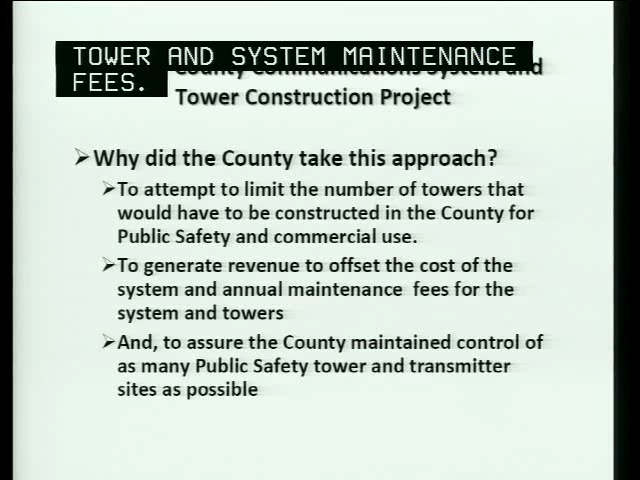 TOWER AND SYSTEM MAINTENANCE
FEES.
County Communications System and
Tower Construction Project
Why did the County take this approach?
To attempt to limit the number of towers that
would have to be constructed in the County for
Public Safety and commercial use.
To generate revenue to offset the cost of the
system and annual maintenance fees for the
system and towers
And, to assure the County maintained control of
as many Public Safety tower and transmitter
sites as possible